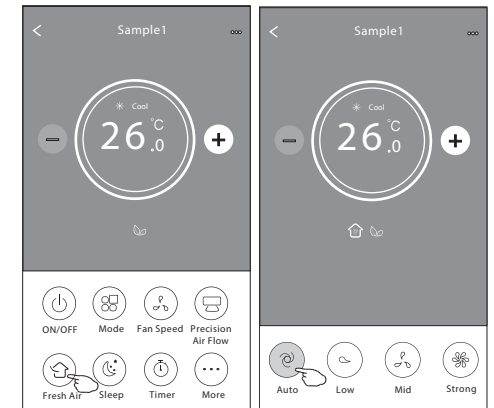 Sample1
Cool
26.0°C
ON/OFF
Mode
Fan Speed
Precision
Air Flow
Fresh Air
Sleep
Timer
More
Sample1
Cool
26.0°C
Auto
Low
Mid
Strong